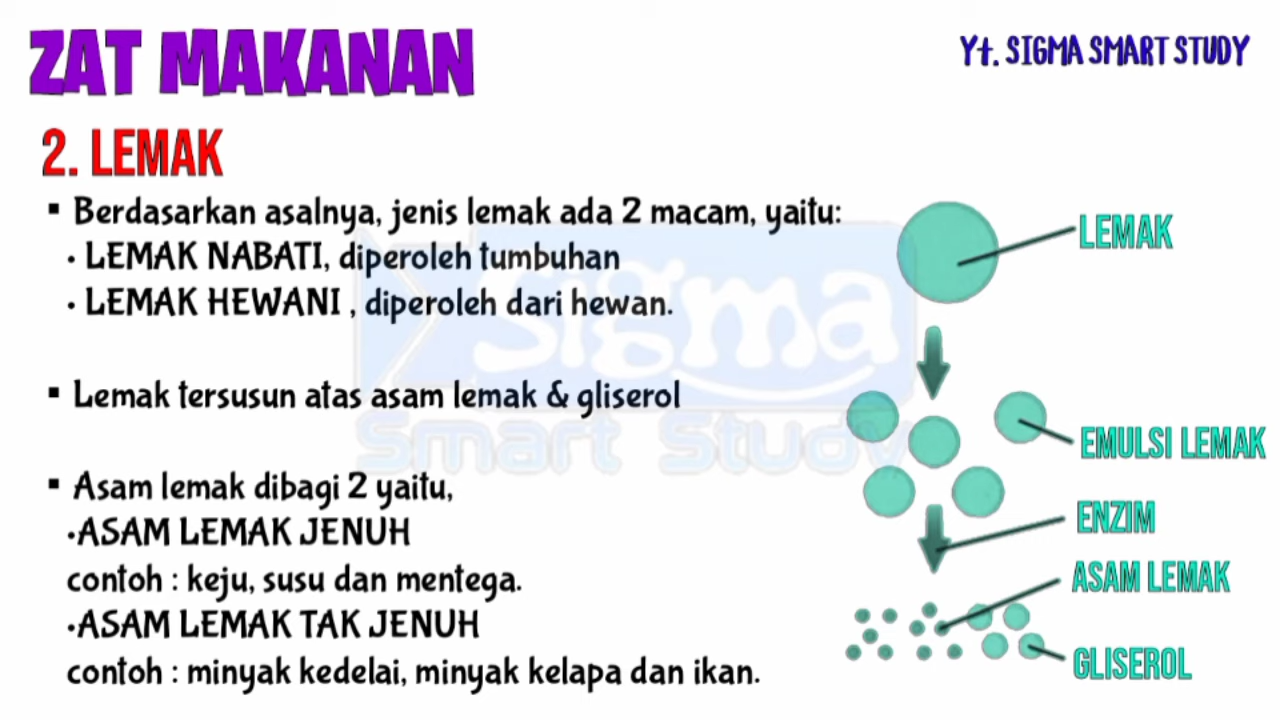 ZAT MAKANAN
Yt. SIGMA SMART STUDY
2. LEMAK
▪ Berdasarkan asalnya, jenis lemak ada 2 macam, yaitu:
• LEMAK NABATI, diperoleh tumbuhan
• LEMAK HEWANI , diperoleh dari hewan.
▪ Lemak tersusun atas asam lemak & gliserol
▪ Asam lemak dibagi 2 yaitu,
•ASAM LEMAK JENUH
contoh : keju, susu dan mentega.
•ASAM LEMAK TAK JENUH
contoh : minyak kedelai, minyak kelapa dan ikan.
LEMAK
EMULSI LEMAK
ENZIM
ASAM LEMAK
GLISEROL
Sigma
Smart Study